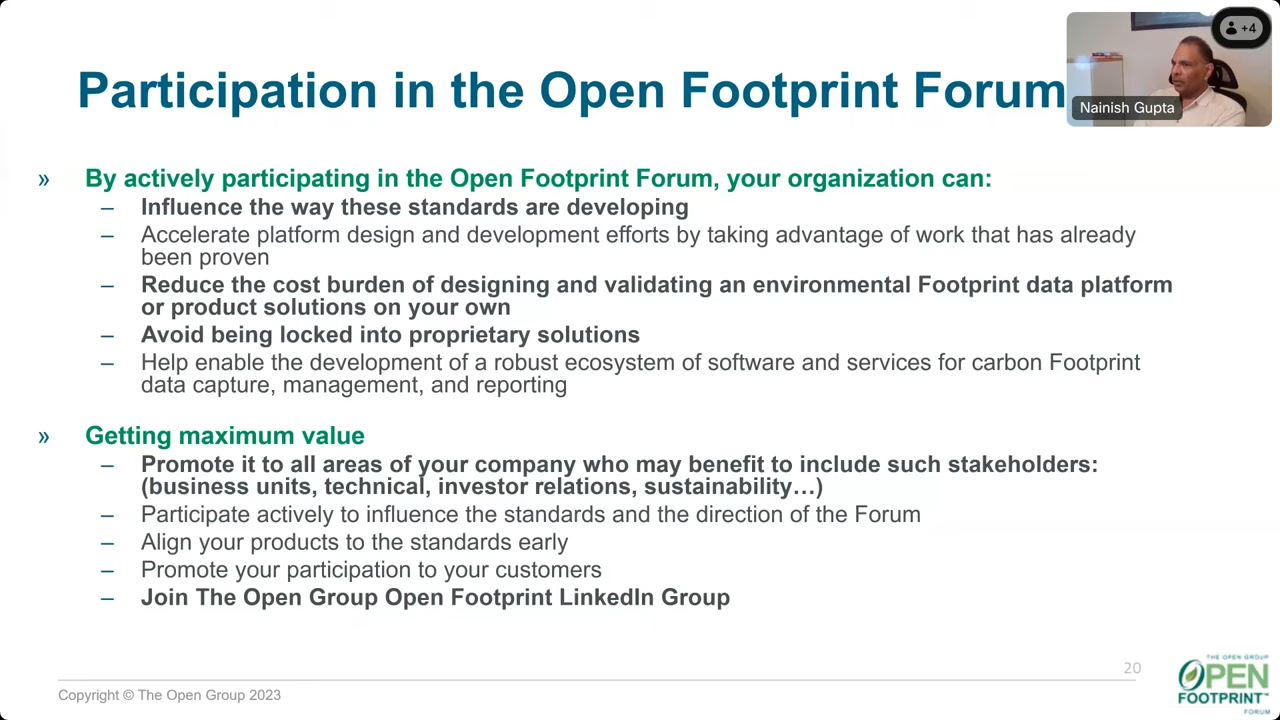 Participation in the Open Footprint Forum
+4
Nainish Gupta
» By actively participating in the Open Footprint Forum, your organization can:
– Influence the way these standards are developing
– Accelerate platform design and development efforts by taking advantage of work that has already
been proven
– Reduce the cost burden of designing and validating an environmental Footprint data platform
or product solutions on your own
– Avoid being locked into proprietary solutions
– Help enable the development of a robust ecosystem of software and services for carbon Footprint
data capture, management, and reporting
» Getting maximum value
– Promote it to all areas of your company who may benefit to include such stakeholders:
(business units, technical, investor relations, sustainability…)
– Participate actively to influence the standards and the direction of the Forum
– Align your products to the standards early
– Promote your participation to your customers
– Join The Open Group Open Footprint LinkedIn Group
20
Copyright © The Open Group 2023
THE OPEN GROUP
OPEN
FOOTPRINT™
FORUM